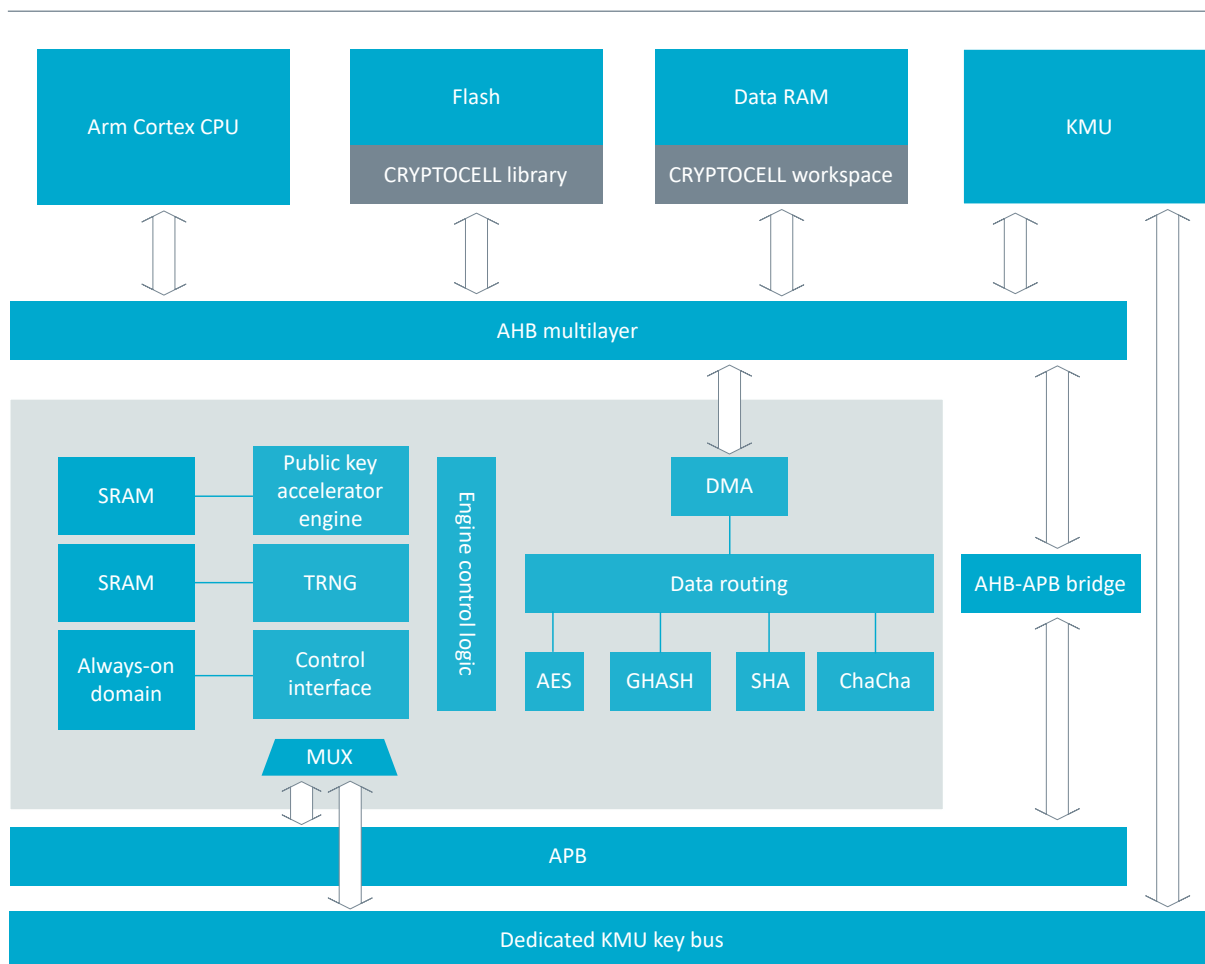 Arm Cortex CPU
Flash
CRYPTOCELL library
Data RAM
CRYPTOCELL workspace
KMU
AHB multilayer
SRAM
Public key
accelerator
engine
SRAM
TRNG
Always-on
domain
Control
interface
MUX
Engine control logic
DMA
Data routing
AES
GHASH
SHA
ChaCha
AHB-APB bridge
APB
Dedicated KMU key bus